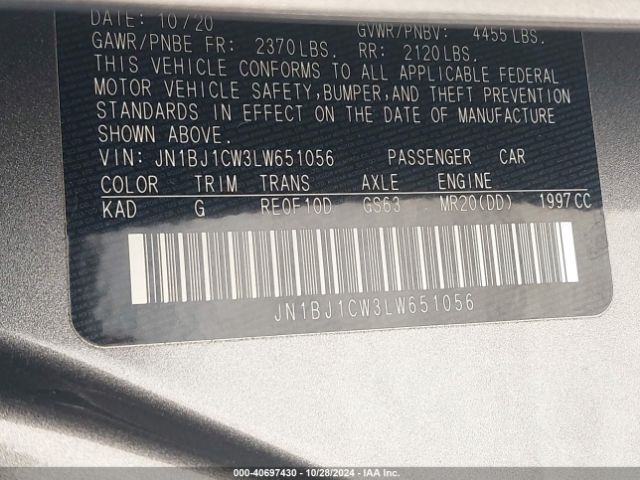 DATE: 10/20 GVWR/PNBV: 4455 LBS.
GAWR/PNBE FR: 2370LBS. RR: 2120LBS.
THIS VEHICLE CONFORMS TO ALL APPLICABLE FEDERAL
MOTOR VEHICLE SAFETY,BUMPER,AND THEFT PREVENTION
STANDARDS IN EFFECT ON THE DATE OF MANUFACTURE
SHOWN ABOVE.
VIN: JN1BJ1CW3LW651056 PASSENGER CAR
COLOR TRIM TRANS AXLE ENGINE
KAD G RE0F10D GS63 MR20(DD) 1997CC
JN1BJ1CW3LW651056
000-40697430 - 10/28/2024 - IAA Inc.